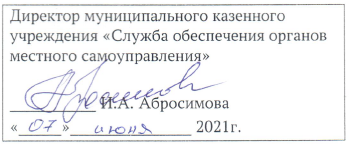 Директор муниципального казенного
учреждения «Служба обеспечения органов
местного самоуправления»
И.А. Абросимова
«07» июня 2021г.